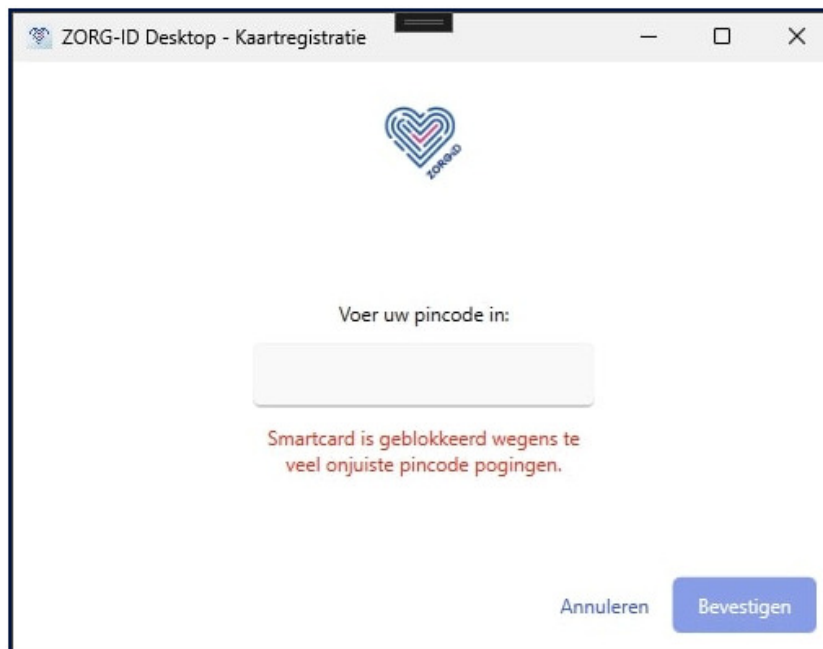 ZORG-ID Desktop - Kaartregistratie
ZORG-ID
Voer uw pincode in:
Smartcard is geblokkeerd wegens te
veel onjuiste pincode pogingen.
Annuleren
Bevestigen